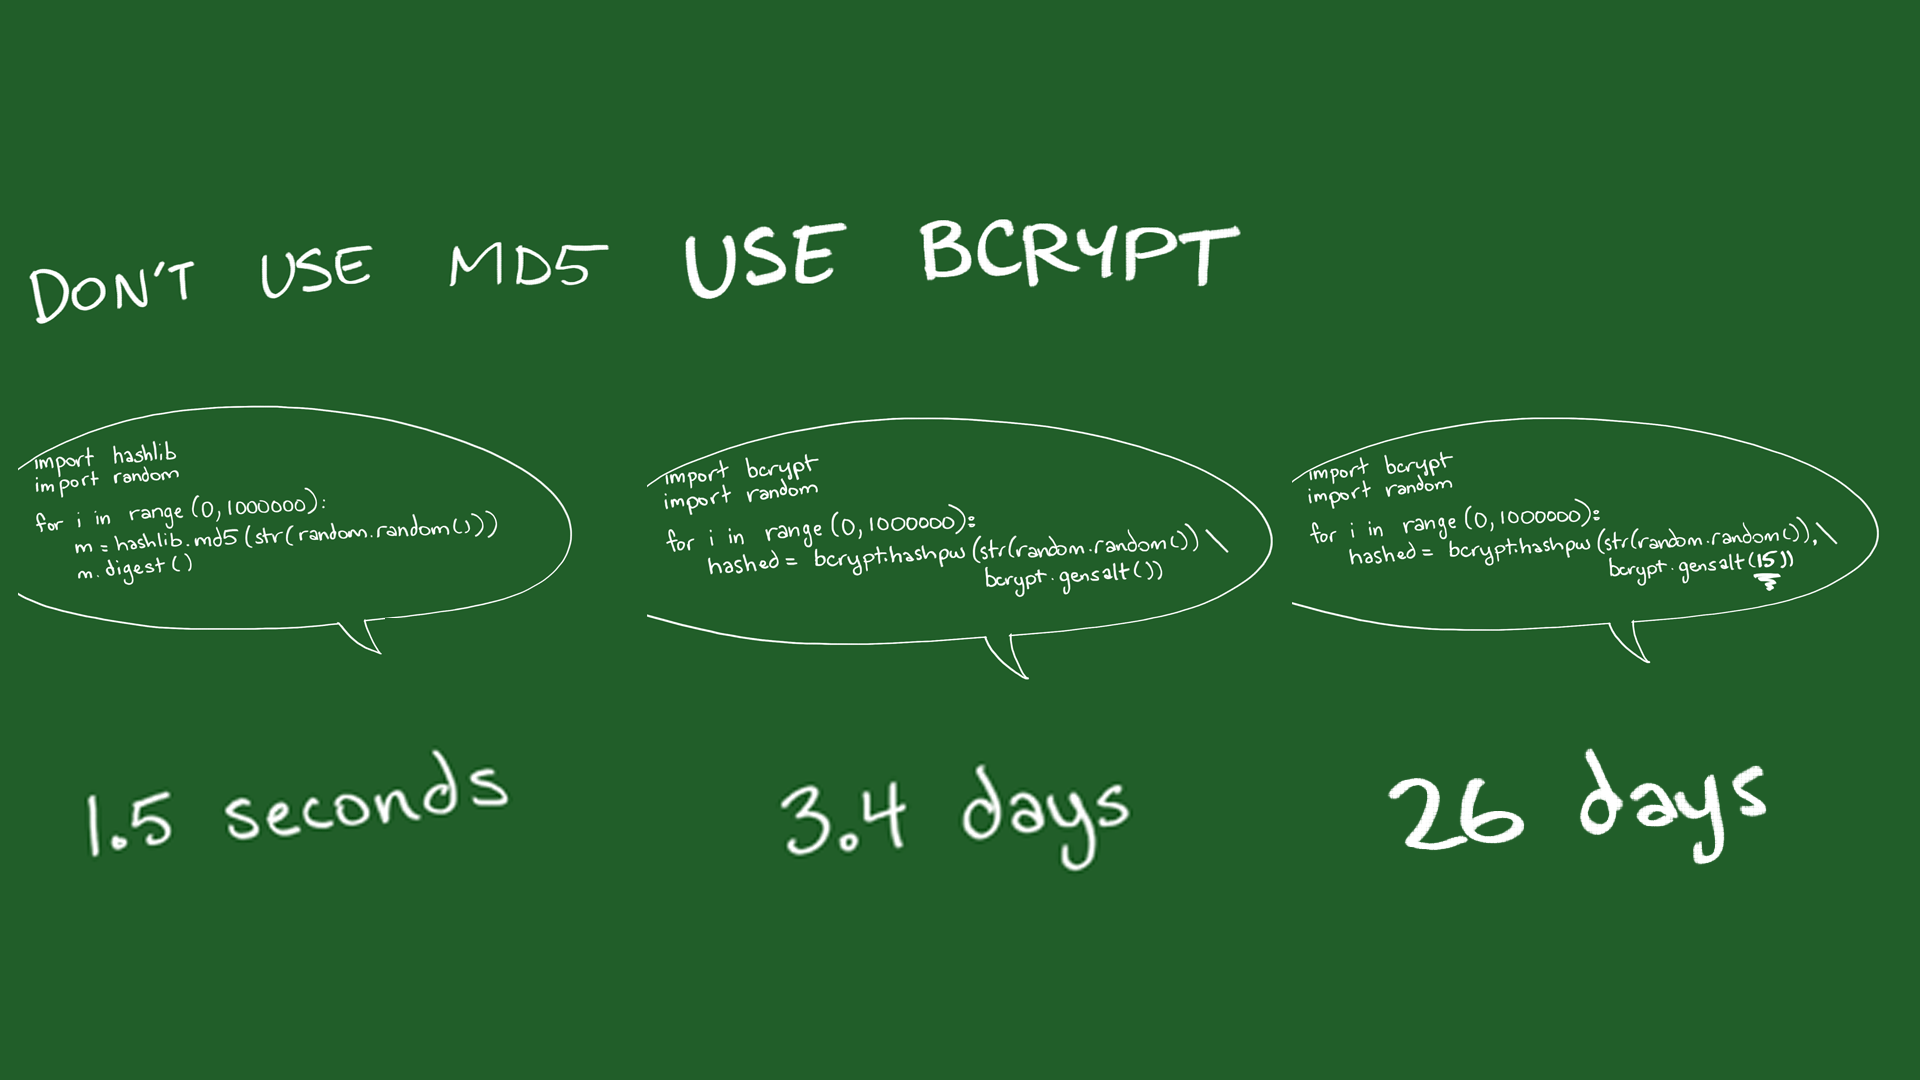 DON'T USE MD5 USE BCRYPT
import hashlib
import random
for i in range (0,1000000):
m = hashlib.md5(str(random.random()))
m.digest()
import bcrypt
import random
for i in range (0,1000000):
hashed = bcrypt.hashpw (str(random.random()) \
bcrypt.gensalt())
import bcrypt
import random
for i in range (0,1000000):
hashed = bcrypt.hashpw (str(random.random()), \
bcrypt.gensalt(15))
1.5 seconds
3.4 days
26 days